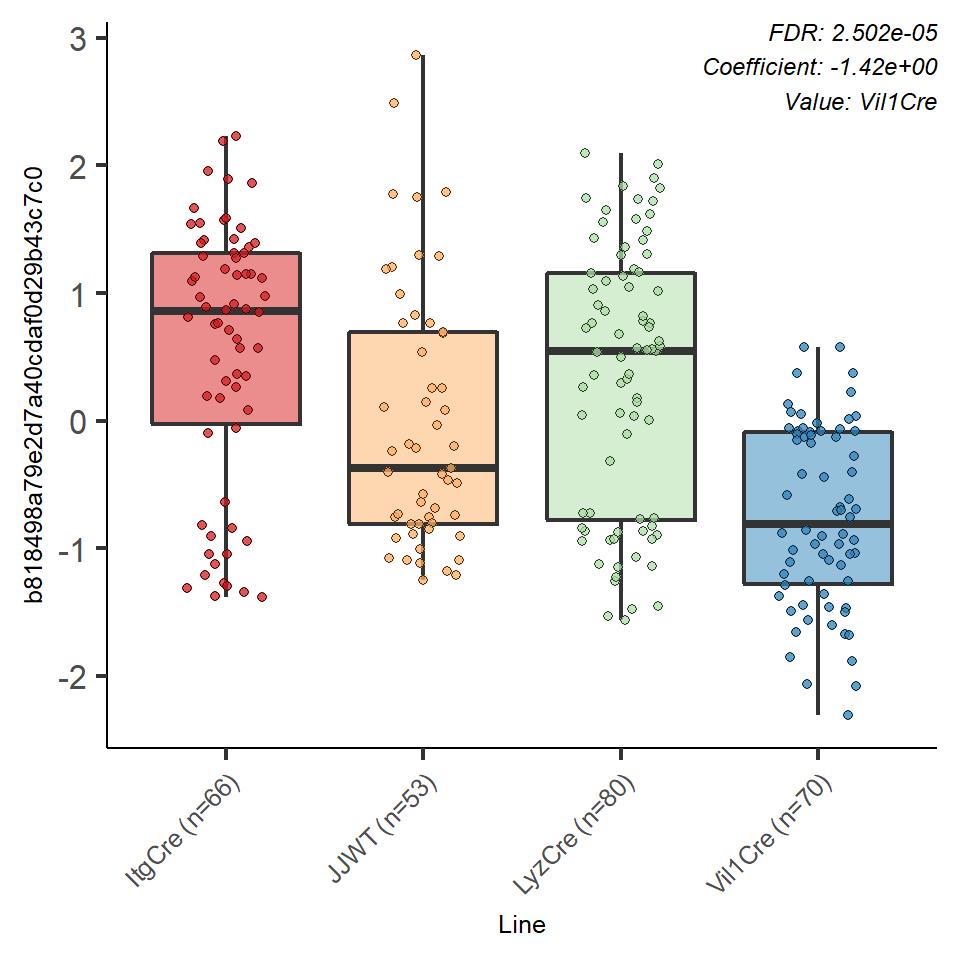 FDR: 2.502e-05
Coefficient: -1.42e+00
Value: Vil1Cre
b818498a79e2d7a40cdaf0d29b43c7c0
3
2
1
0
-1
-2
ItgCre (n=66)
JJWT (n=53)
LyzCre (n=80)
Vil1Cre (n=70)
Line